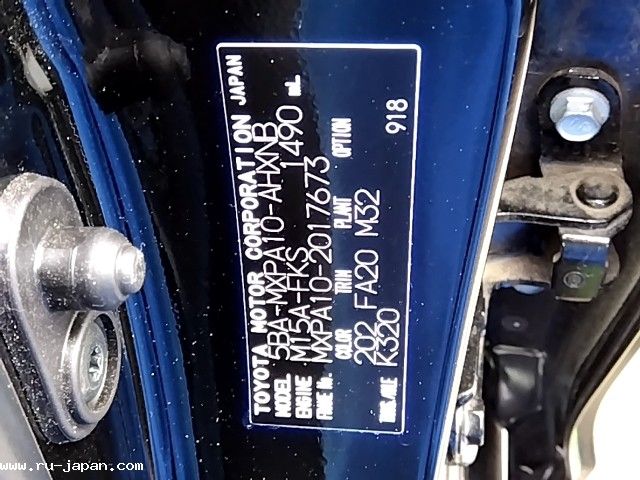 TOYOTA MOTOR CORPORATION JAPAN
MODEL 5BA-MXPA10-AHXNB
ENGINE M15A-FKS 1490 mL
FRAME No. MXPA10-2017673
COLOR TRIM PLANT OPTION
202 FA20 M32
TRANS. AXLE K320 918
www.ru-japan.com